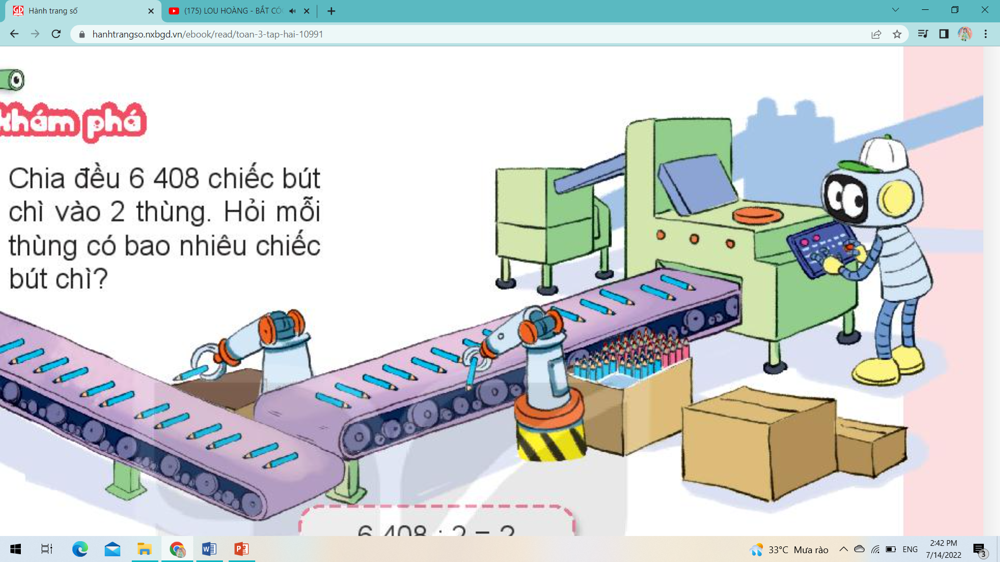 Hành trang số
(175) LOU HOÀNG - BẮT CÓC
hanhtrangso.nxbgd.vn/ebook/read/toan-3-tap-hai-10991
Khám phá
Chia đều 6 408 chiếc bút
chì vào 2 thùng. Hỏi mỗi
thùng có bao nhiêu chiếc
bút chì?
6 408 : 2 = ?
33°C Mưa rào
ENG
2:42 PM
7/14/2022
3